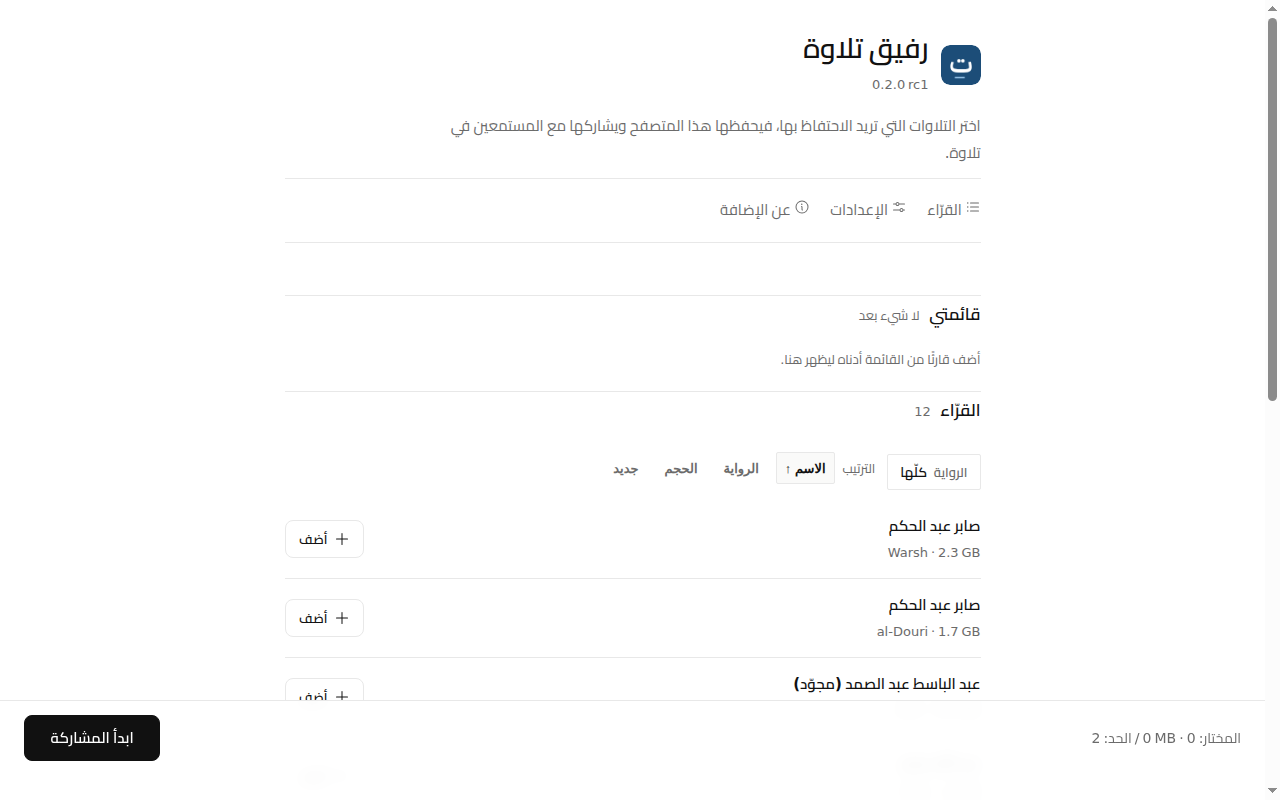 رفيق تلاوة
0.2.0 rc1
اختر التلاوات التي تريد الاحتفاظ بها، فيحفظها هذا المتصفح ويشاركها مع المستمعين في
تلاوة.
القرّاء الإعدادات عن الإضافة
قائمتي لا شيء بعد
أضف قارئًا من القائمة أدناه ليظهر هنا.
القرّاء 12
الرواية كلّها الترتيب الاسم ↑ الرواية الحجم جديد
صابر عبد الحكم
Warsh · 2.3 GB
أضف
صابر عبد الحكم
al-Douri · 1.7 GB
أضف
عبد الباسط عبد الصمد (مجوّد)
أضف
المختار: 0 · 0 MB / الحد: 2
ابدأ المشاركة